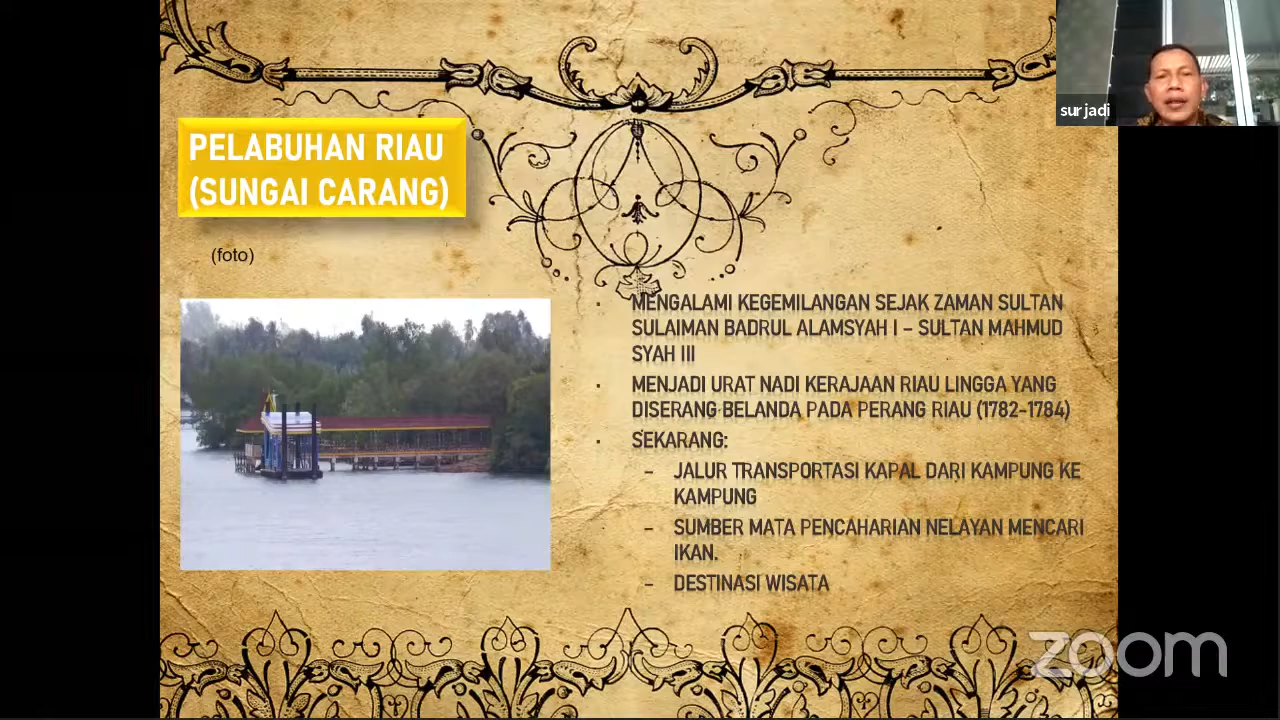 PELABUHAN RIAU
(SUNGAI CARANG)
surjadi
(foto)
· MENGALAMI KEGEMILANGAN SEJAK ZAMAN SULTAN
SULAIMAN BADRUL ALAMSYAH I – SULTAN MAHMUD
SYAH III
· MENJADI URAT NADI KERAJAAN RIAU LINGGA YANG
DISERANG BELANDA PADA PERANG RIAU (1782-1784)
· SEKARANG:
– JALUR TRANSPORTASI KAPAL DARI KAMPUNG KE
KAMPUNG
– SUMBER MATA PENCAHARIAN NELAYAN MENCARI
IKAN.
– DESTINASI WISATA
zoom